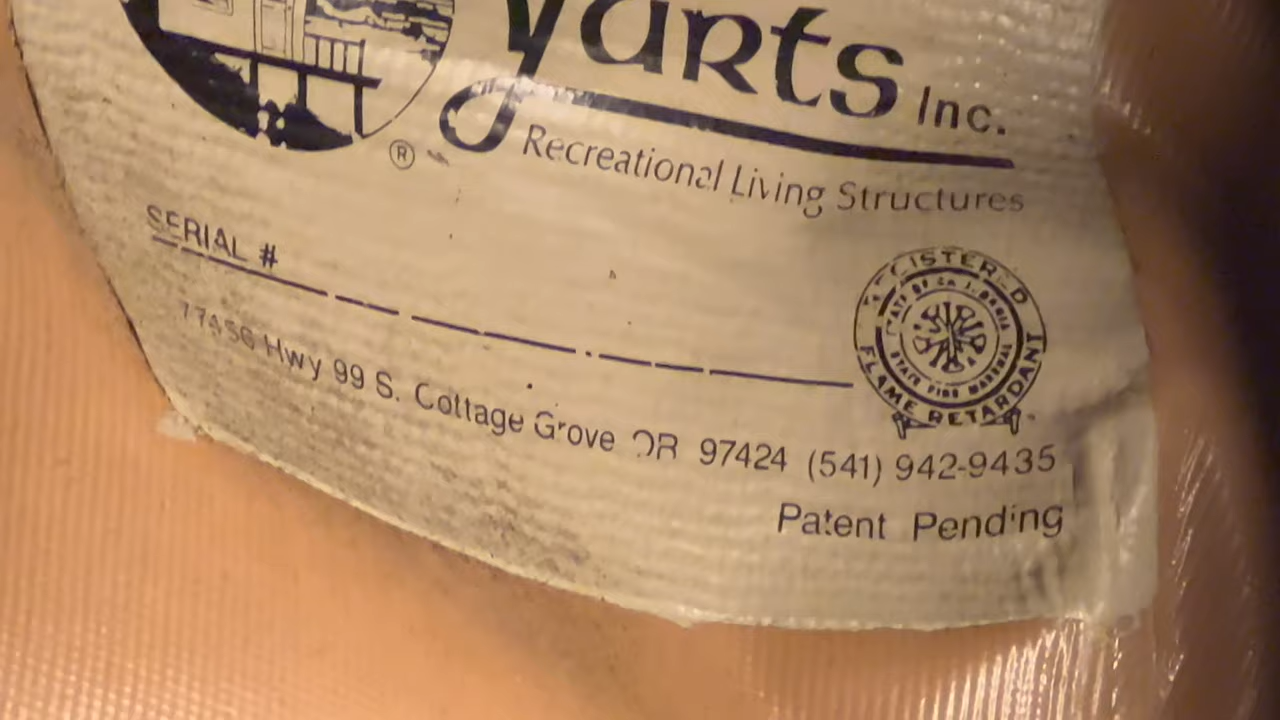 yurts Inc.
®
Recreational Living Structures
SERIAL #
REGISTERED
STATE OF CALIFORNIA
STATE FIRE MARSHAL
FLAME RETARDANT
Hwy 99 S. Cottage Grove OR 97424 (541) 942-9435
Patent Pending